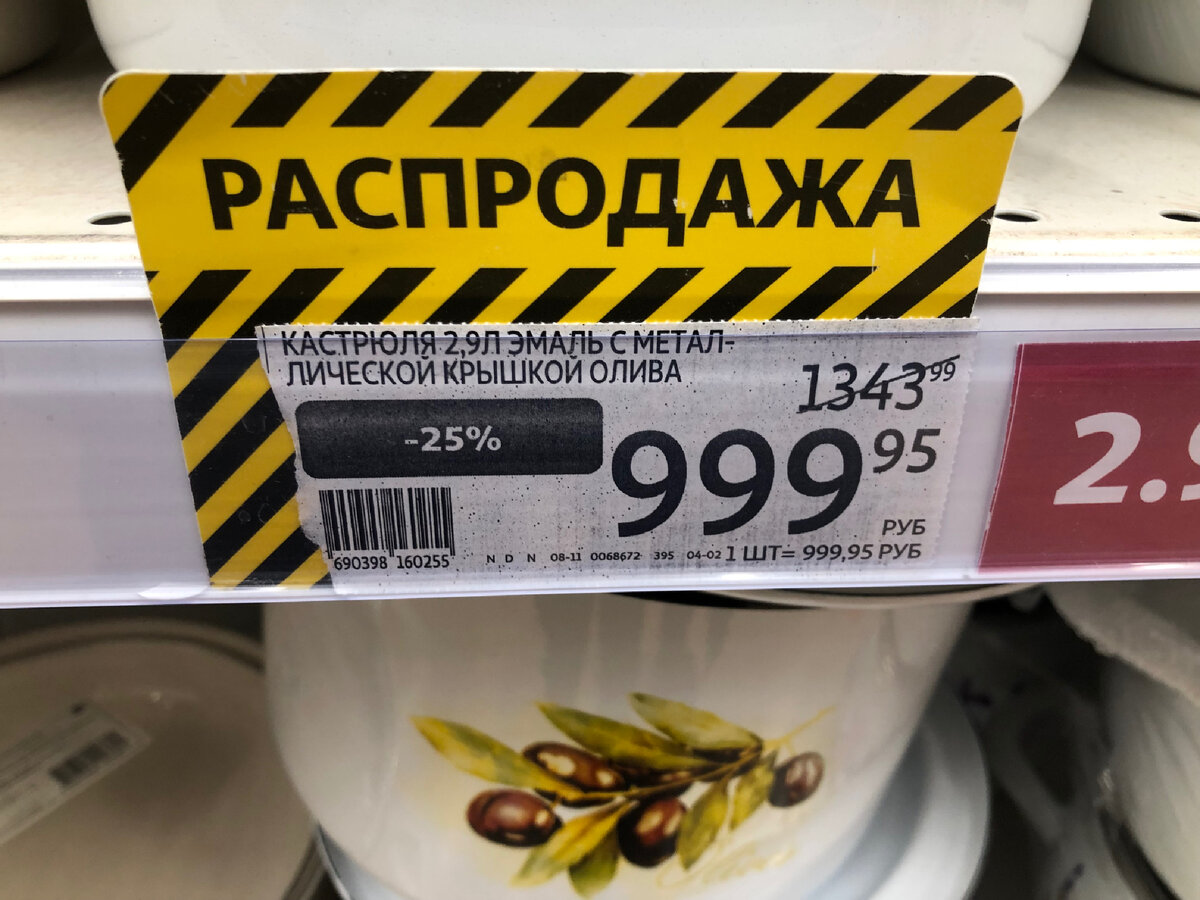 РАСПРОДАЖА
КАСТРЮЛЯ 2,9Л ЭМАЛЬ С МЕТАЛ-
ЛИЧЕСКОЙ КРЫШКОЙ ОЛИВА
1343 99
-25%
999 95
РУБ
690398 160255
N D N 08-11 0068672 395 04-02 1 ШТ= 999,95 РУБ